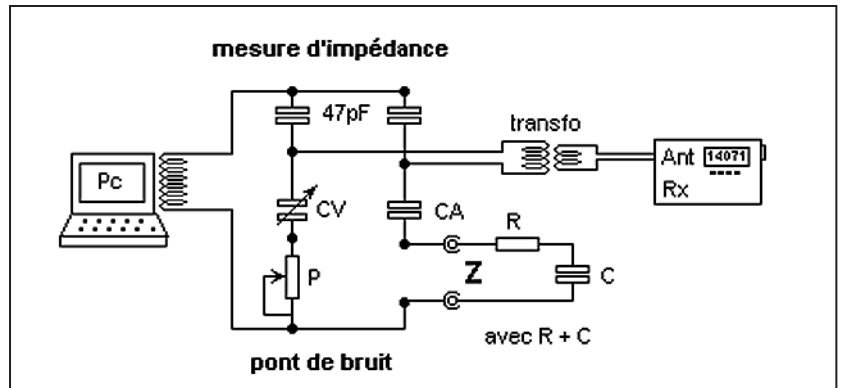 mesure d'impédance
47pF
transfo
Pc
Ant 14071
Rx
CV
CA
R
P
Z
C
avec R + C
pont de bruit